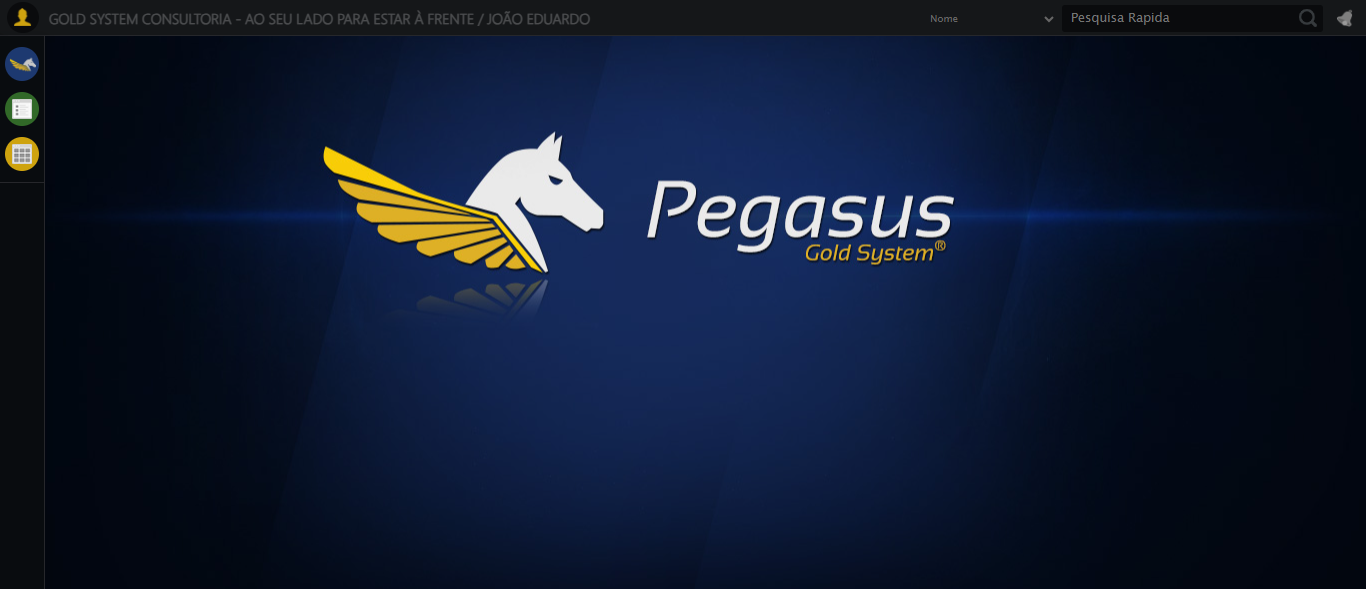 GOLD SYSTEM CONSULTORIA - AO SEU LADO PARA ESTAR À FRENTE / JOÃO EDUARDO
Nome
Pesquisa Rapida
Pegasus
Gold System®